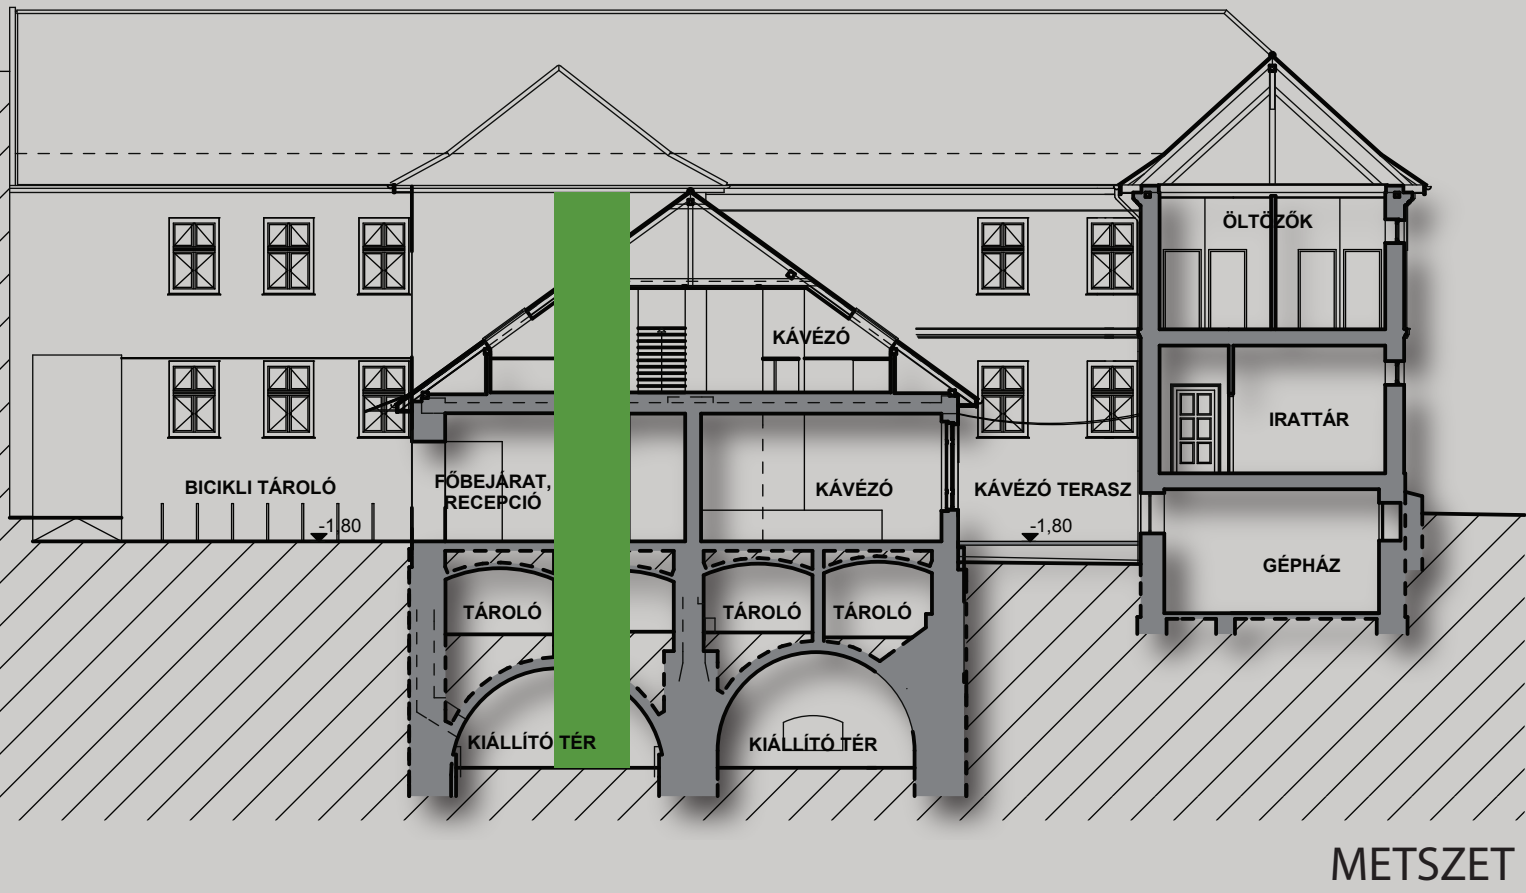 ÖLTÖZŐK
KÁVÉZÓ
IRATTÁR
BICIKLI TÁROLÓ
FŐBEJÁRAT,
RECEPCIÓ
KÁVÉZÓ
KÁVÉZÓ TERASZ
-1,80
-1,80
GÉPHÁZ
TÁROLÓ
TÁROLÓ
TÁROLÓ
KIÁLLÍTÓ TÉR
KIÁLLÍTÓ TÉR
METSZET